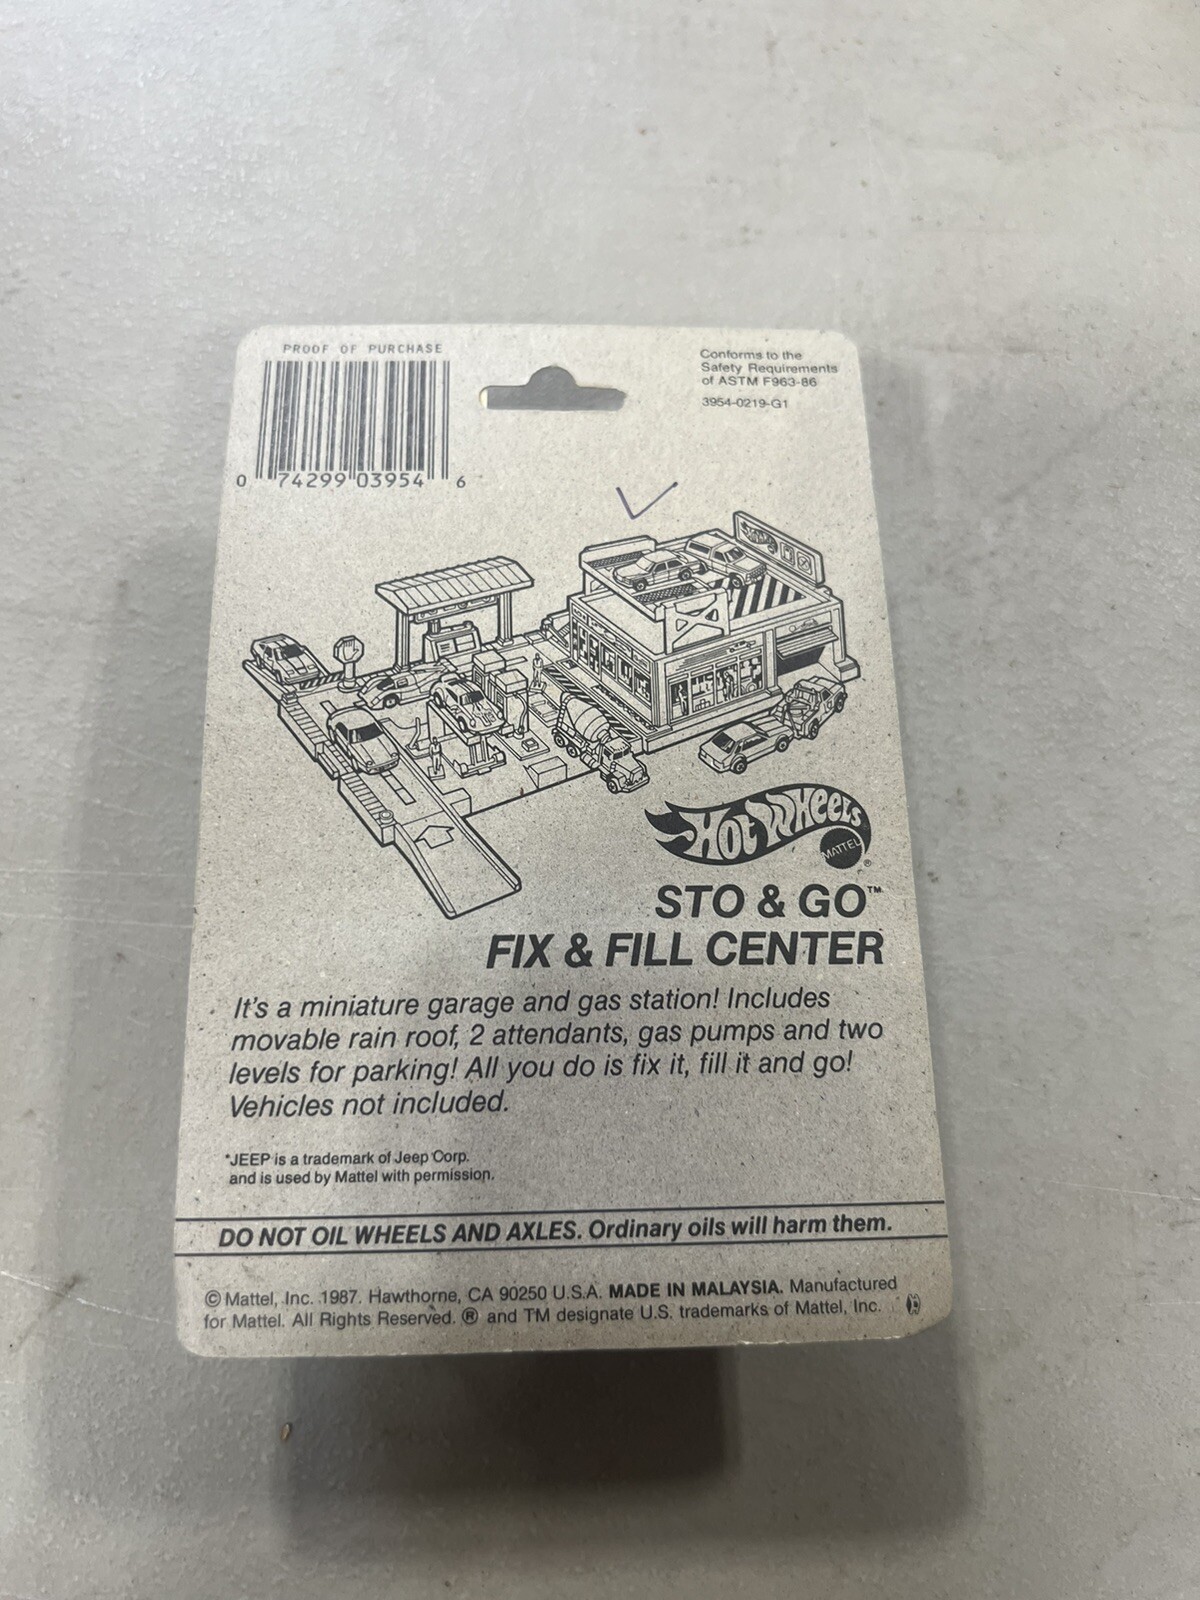 PROOF OF PURCHASE
0 74299 03954 6
Conforms to the
Safety Requirements
of ASTM F963-86
3954-0219-G1
Hot Wheels
MATTEL®
STO & GO™
FIX & FILL CENTER
It's a miniature garage and gas station! Includes
movable rain roof, 2 attendants, gas pumps and two
levels for parking! All you do is fix it, fill it and go!
Vehicles not included.
*JEEP is a trademark of Jeep Corp.
and is used by Mattel with permission.
DO NOT OIL WHEELS AND AXLES. Ordinary oils will harm them.
© Mattel, Inc. 1987. Hawthorne, CA 90250 U.S.A. MADE IN MALAYSIA. Manufactured
for Mattel. All Rights Reserved. ® and TM designate U.S. trademarks of Mattel, Inc.